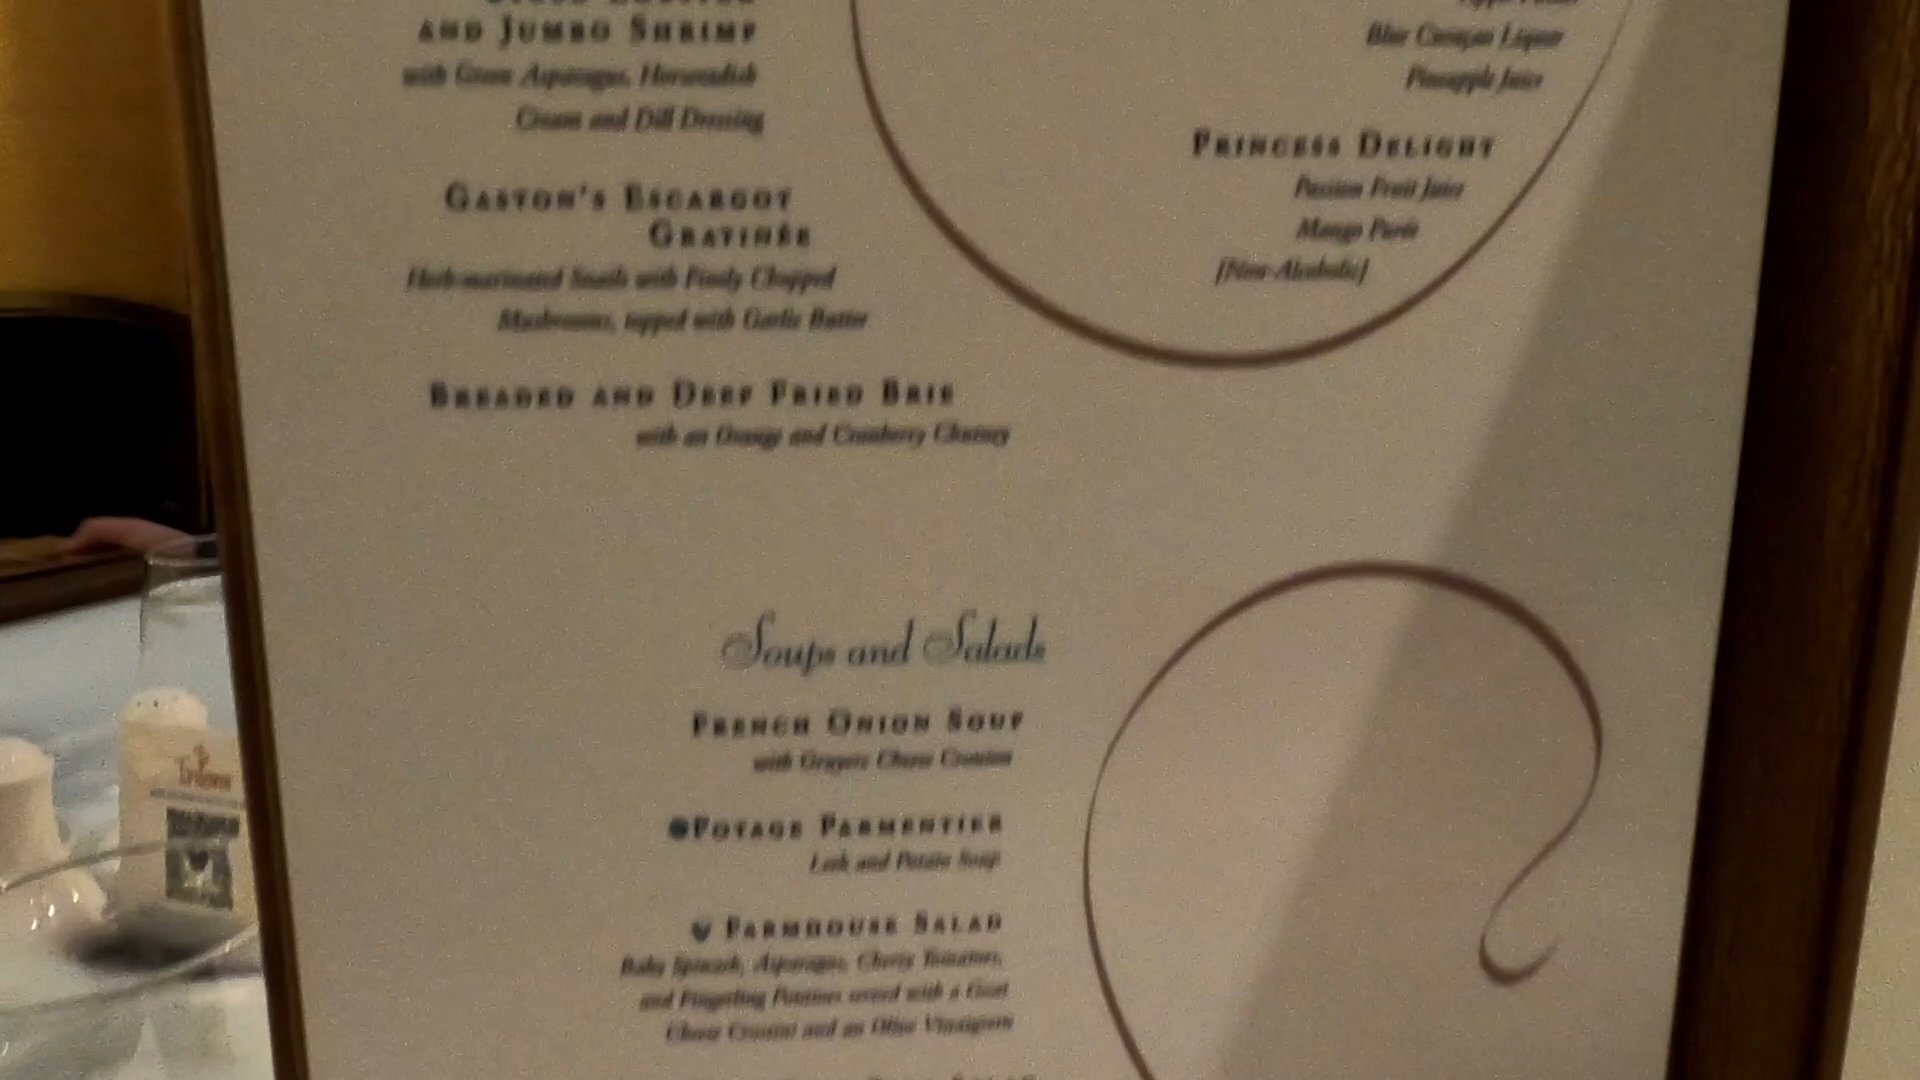 AND JUMBO SHRIMP
with Green Asparagus, Horseradish
Cream and Dill Dressing
GASTON'S ESCARGOT
GRATINÉE
Herb-marinated Snails with Finely Chopped
Mushrooms, topped with Garlic Butter
BREADED AND DEEP FRIED BRIE
with an Orange and Cranberry Chutney
Blue Curaçao Liquor
Pineapple Juice
PRINCESS DELIGHT
Passion Fruit Juice
Mango Purée
[Non-Alcoholic]
Soups and Salads
FRENCH ONION SOUP
with Gruyere Cheese Crouton
POTAGE PARMENTIER
Leek and Potato Soup
FARMHOUSE SALAD
Baby Spinach, Asparagus, Cherry Tomatoes,
and Fingerling Potatoes served with a Goat
Cheese Crostini and an Olive Vinaigrette